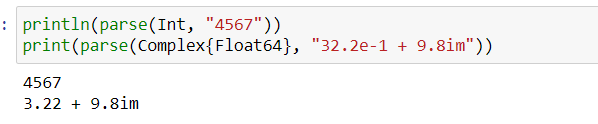 :
println(parse(Int, "4567"))
print(parse(Complex{Float64}, "32.2e-1 + 9.8im"))
4567
3.22 + 9.8im